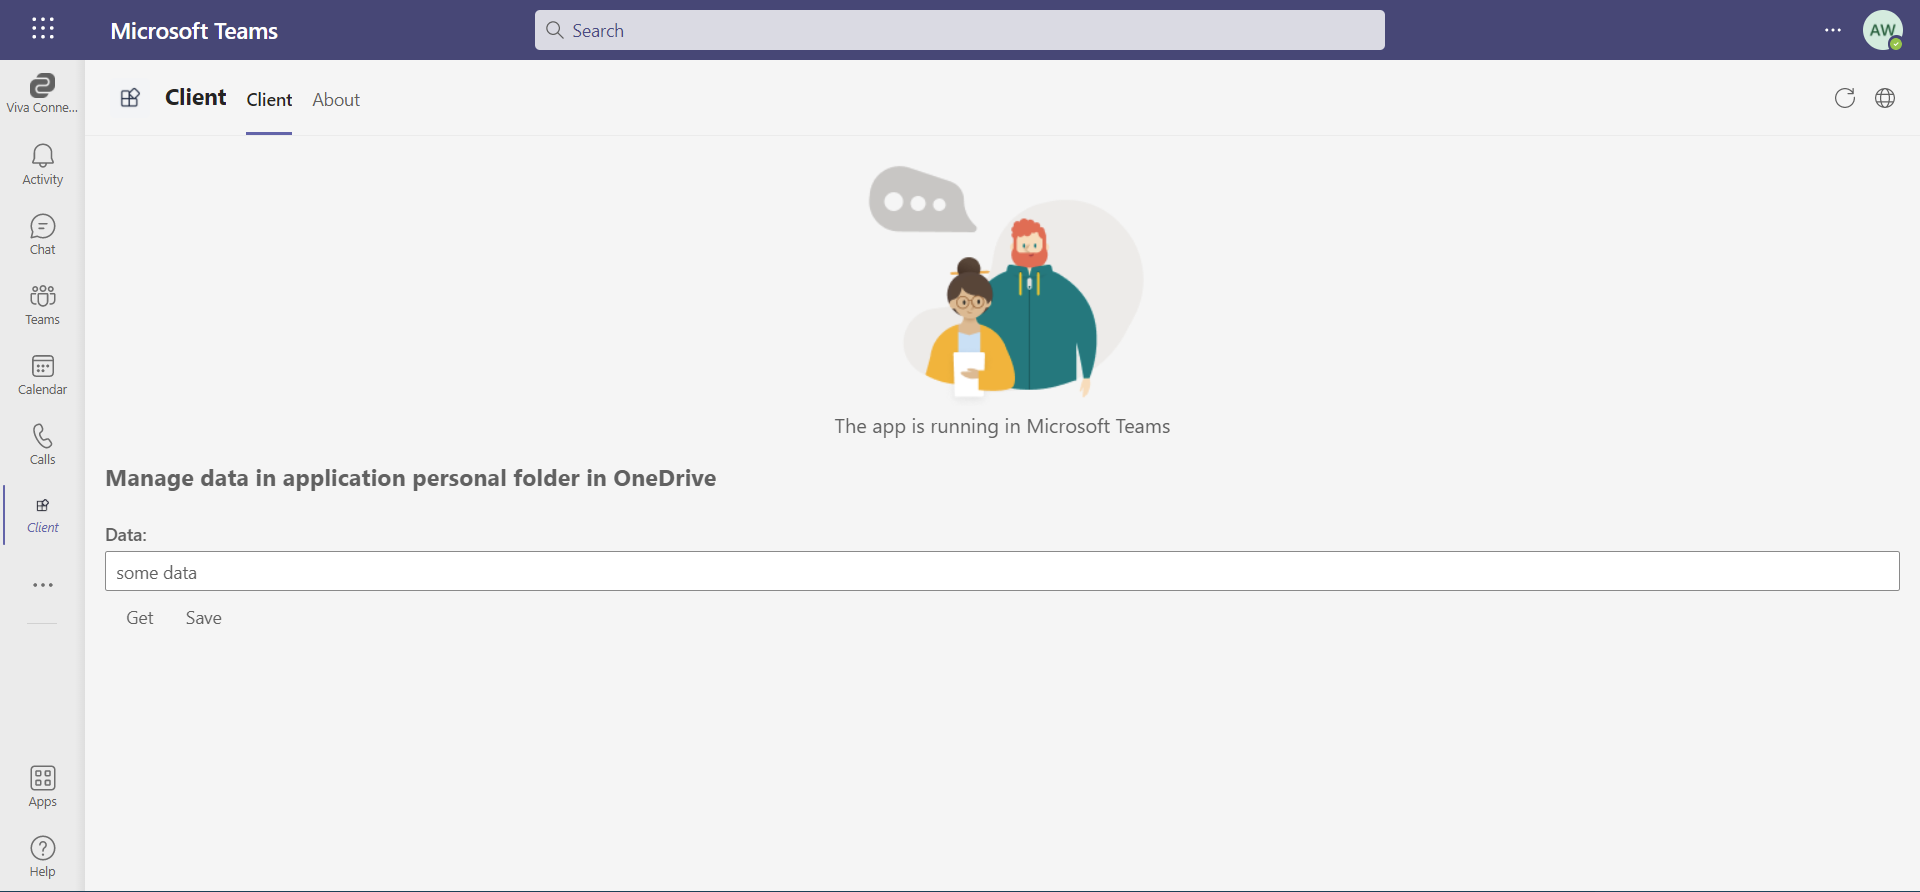 Microsoft Teams
Search
AW
Viva Conne...
Activity
Chat
Teams
Calendar
Calls
Client
Apps
Help
Client
Client
About
The app is running in Microsoft Teams
Manage data in application personal folder in OneDrive
Data:
some data
Get
Save